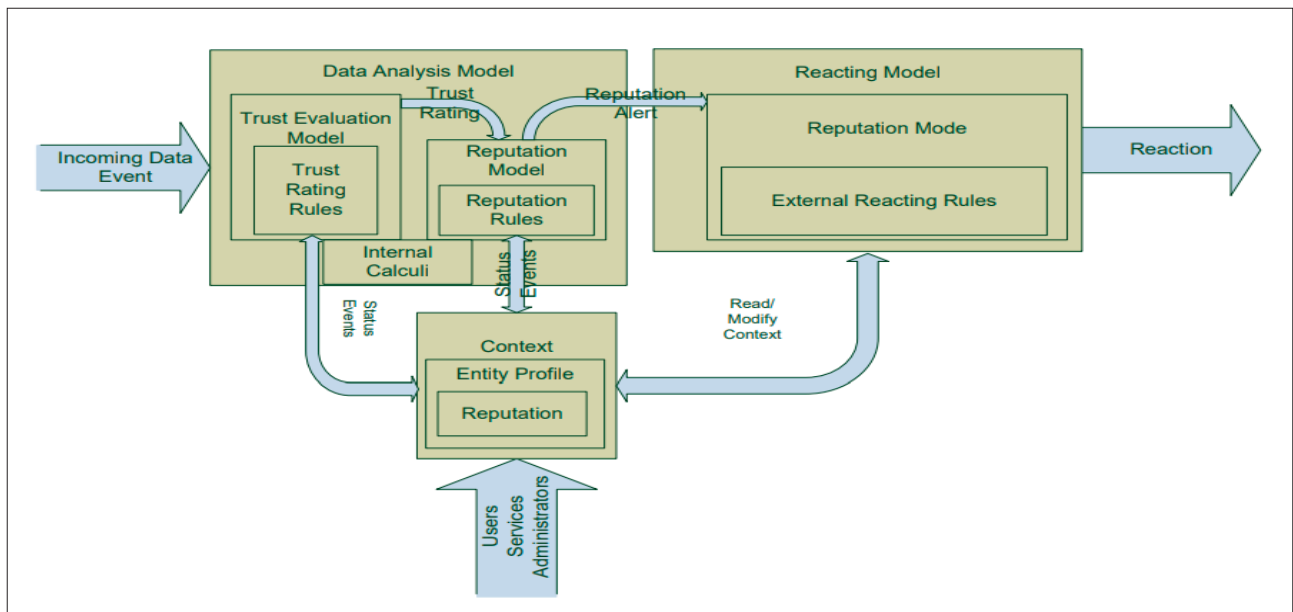 Data Analysis Model
Trust
Rating
Trust Evaluation
Model
Trust
Rating
Rules
Reputation
Model
Reputation
Rules
Internal
Calculi
Incoming Data
Event
Reputation
Alert
Reacting Model
Reputation Mode
External Reacting Rules
Reaction
Status
Events
Status
Events
Read/
Modify
Context
Context
Entity Profile
Reputation
Users
Services
Administrators